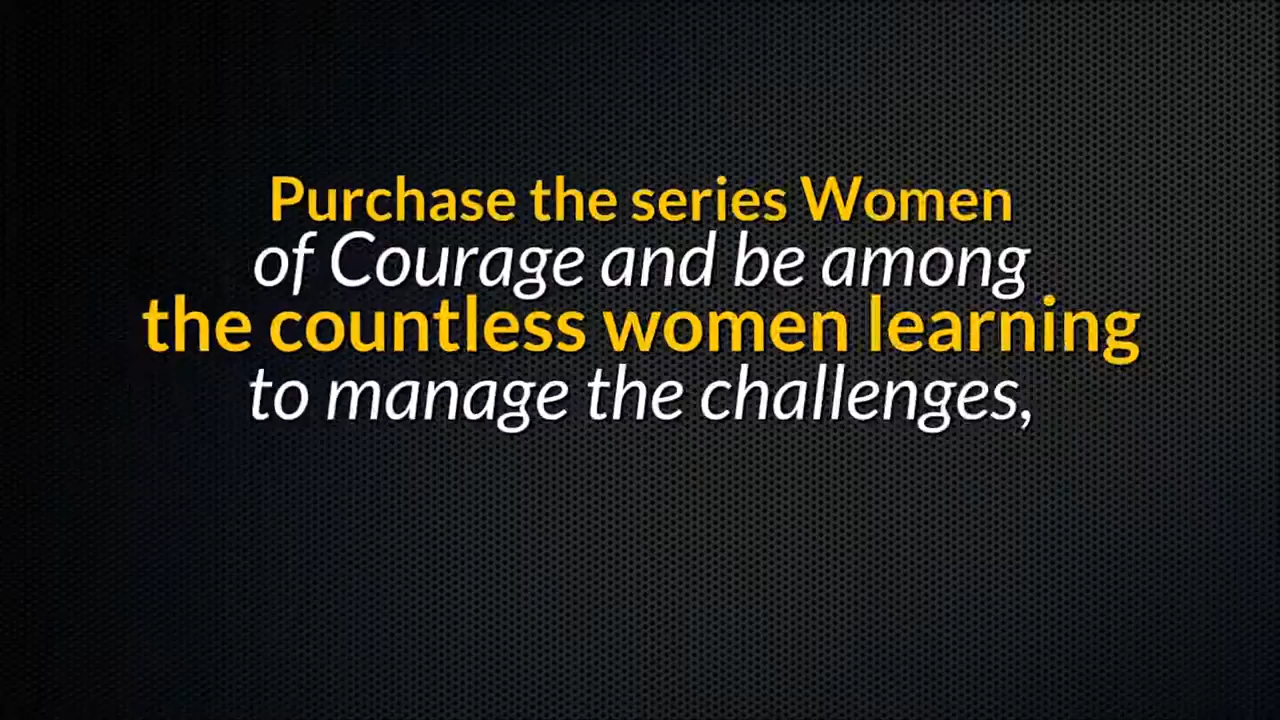 Purchase the series Women
of Courage and be among
the countless women learning
to manage the challenges,